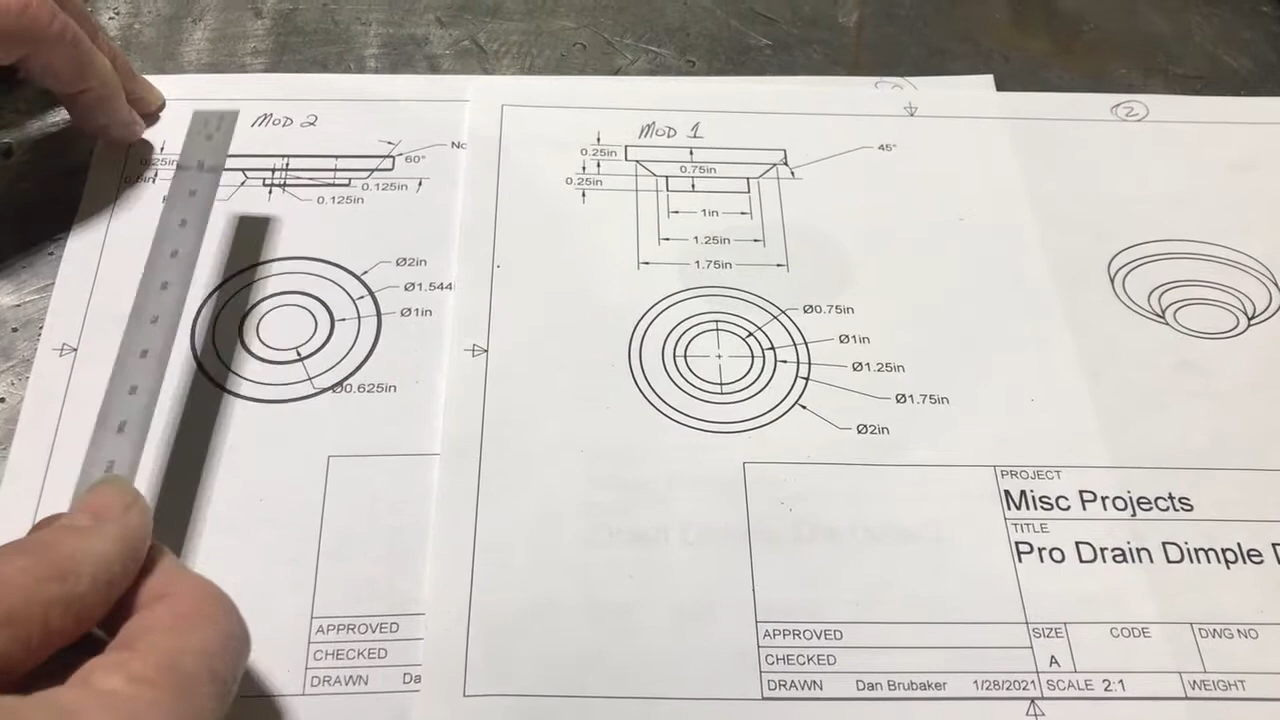 MOD 2
0.25in
60°
0.125in
0.125in
Ø2in
Ø1.544
Ø1in
Ø0.625in
APPROVED
CHECKED
DRAWN
2
MOD 1
0.25in
45°
0.75in
0.25in
1in
1.25in
1.75in
Ø0.75in
Ø1in
Ø1.25in
Ø1.75in
Ø2in
PROJECT
Misc Projects
TITLE
Pro Drain Dimple
APPROVED SIZE CODE DWG NO
CHECKED A
DRAWN Dan Brubaker 1/28/2021 SCALE 2:1 WEIGHT